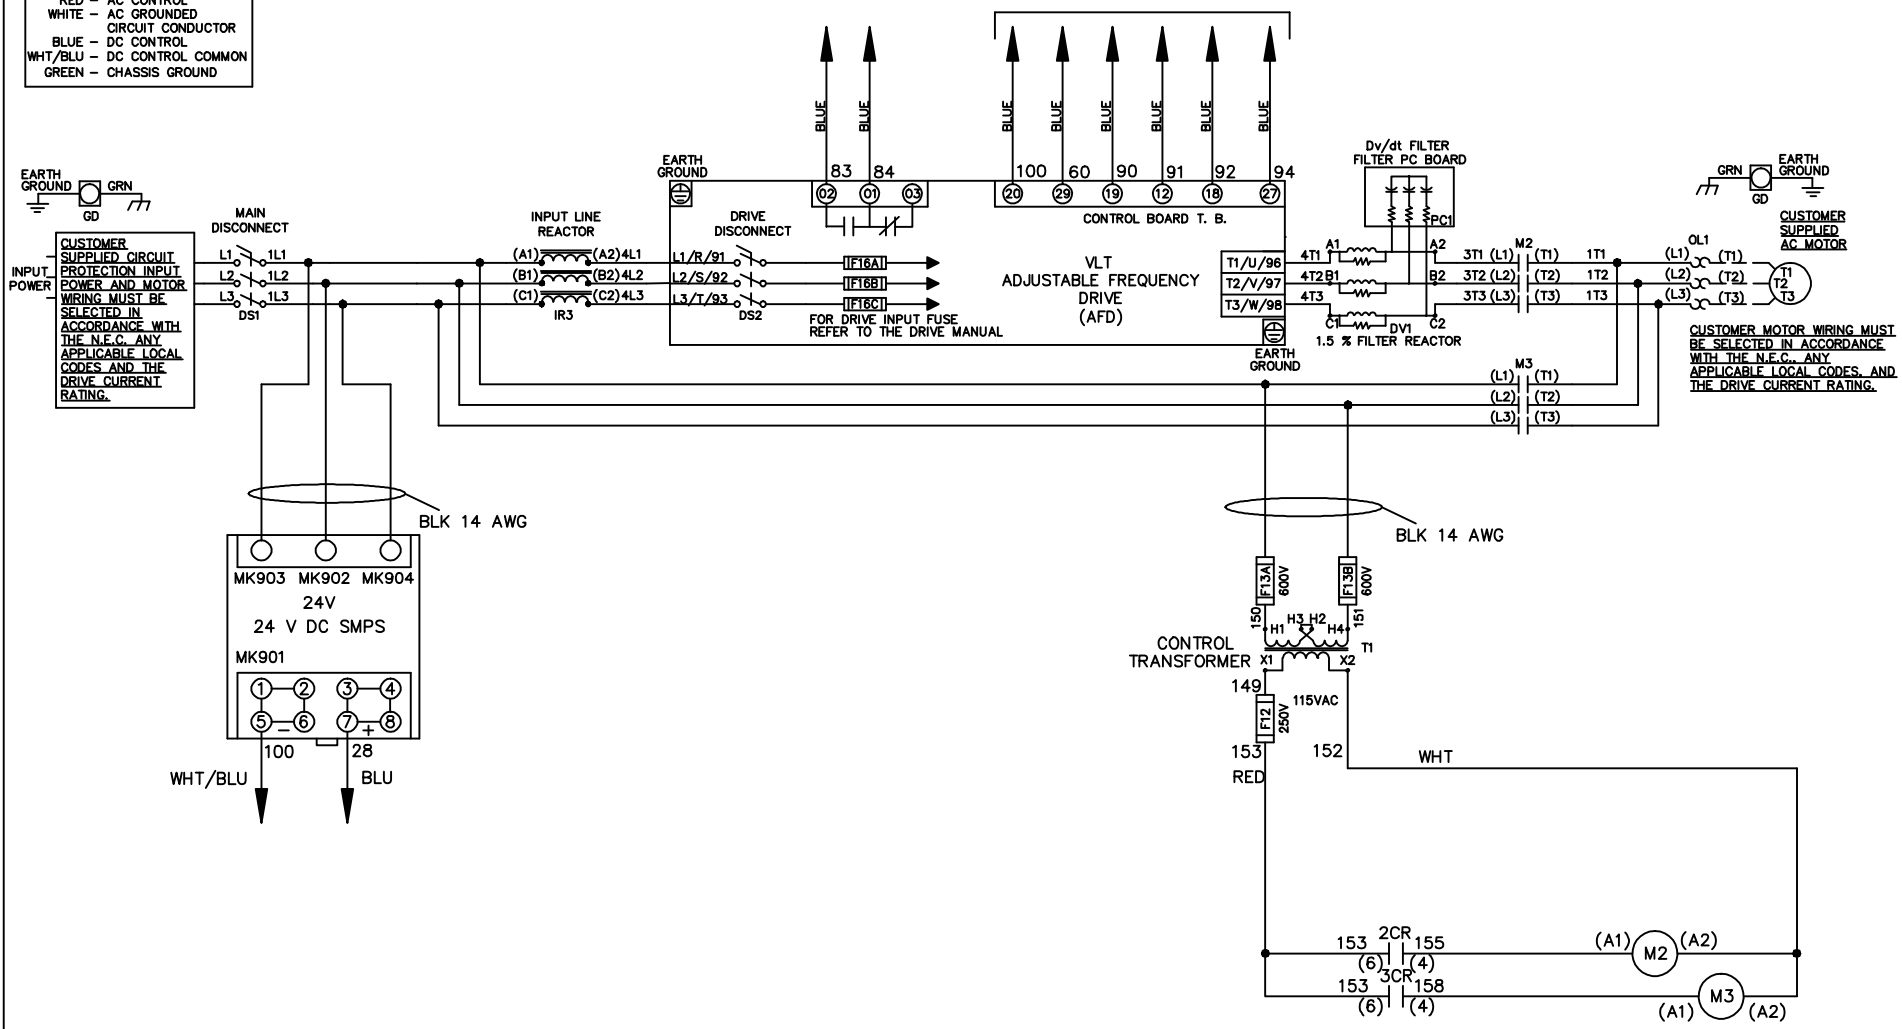 RED – AC CONTROL
WHITE – AC GROUNDED
CIRCUIT CONDUCTOR
BLUE – DC CONTROL
WHT/BLU – DC CONTROL COMMON
GREEN – CHASSIS GROUND
BLUE
BLUE
BLUE
BLUE
BLUE
BLUE
BLUE
BLUE
EARTH
GROUND
GRN
GD
CUSTOMER
SUPPLIED CIRCUIT
PROTECTION INPUT
POWER AND MOTOR
WIRING MUST BE
SELECTED IN
ACCORDANCE WITH
THE N.E.C. ANY
APPLICABLE LOCAL
CODES AND THE
DRIVE CURRENT
RATING.
INPUT
POWER
MAIN
DISCONNECT
L1 1L1
L2 1L2
L3 1L3
DS1
INPUT LINE
REACTOR
(A1) (A2) 4L1
(B1) (B2) 4L2
(C1) (C2) 4L3
IR3
EARTH
GROUND
L1/R/91
L2/S/92
L3/T/93
DRIVE
DISCONNECT
DS2
83 84
02 01 03
F16A
F16B
F16C
FOR DRIVE INPUT FUSE
REFER TO THE DRIVE MANUAL
100 60 90 91 92 94
20 29 19 12 18 27
CONTROL BOARD T. B.
VLT
ADJUSTABLE FREQUENCY
DRIVE
(AFD)
T1/U/96
T2/V/97
T3/W/98
EARTH
GROUND
Dv/dt FILTER
FILTER PC BOARD
PC1
4T1 A1 A2
4T2 B1 B2
4T3 C1 C2
DV1
1.5 % FILTER REACTOR
M2
3T1 (L1) (T1) 1T1
3T2 (L2) (T2) 1T2
3T3 (L3) (T3) 1T3
OL1
(L1) (T1)
(L2) (T2)
(L3) (T3)
T1
T2
T3
GRN
GD
EARTH
GROUND
CUSTOMER
SUPPLIED
AC MOTOR
CUSTOMER MOTOR WIRING MUST
BE SELECTED IN ACCORDANCE
WITH THE N.E.C., ANY
APPLICABLE LOCAL CODES, AND
THE DRIVE CURRENT RATING.
M3
(L1) (T1)
(L2) (T2)
(L3) (T3)
BLK 14 AWG
MK903 MK902 MK904
24V
24 V DC SMPS
MK901
1 2 3 4
5 6 7 8
– +
100 28
WHT/BLU BLU
BLK 14 AWG
F13A
600V
F13B
600V
150
151
H1 H3 H2 H4
T1
CONTROL
TRANSFORMER
X1 X2
149
115VAC
F12
250V
153
152
RED
WHT
2CR
153 155
(6) (4)
(A1) M2 (A2)
3CR
153 158
(6) (4)
(A1) M3 (A2)